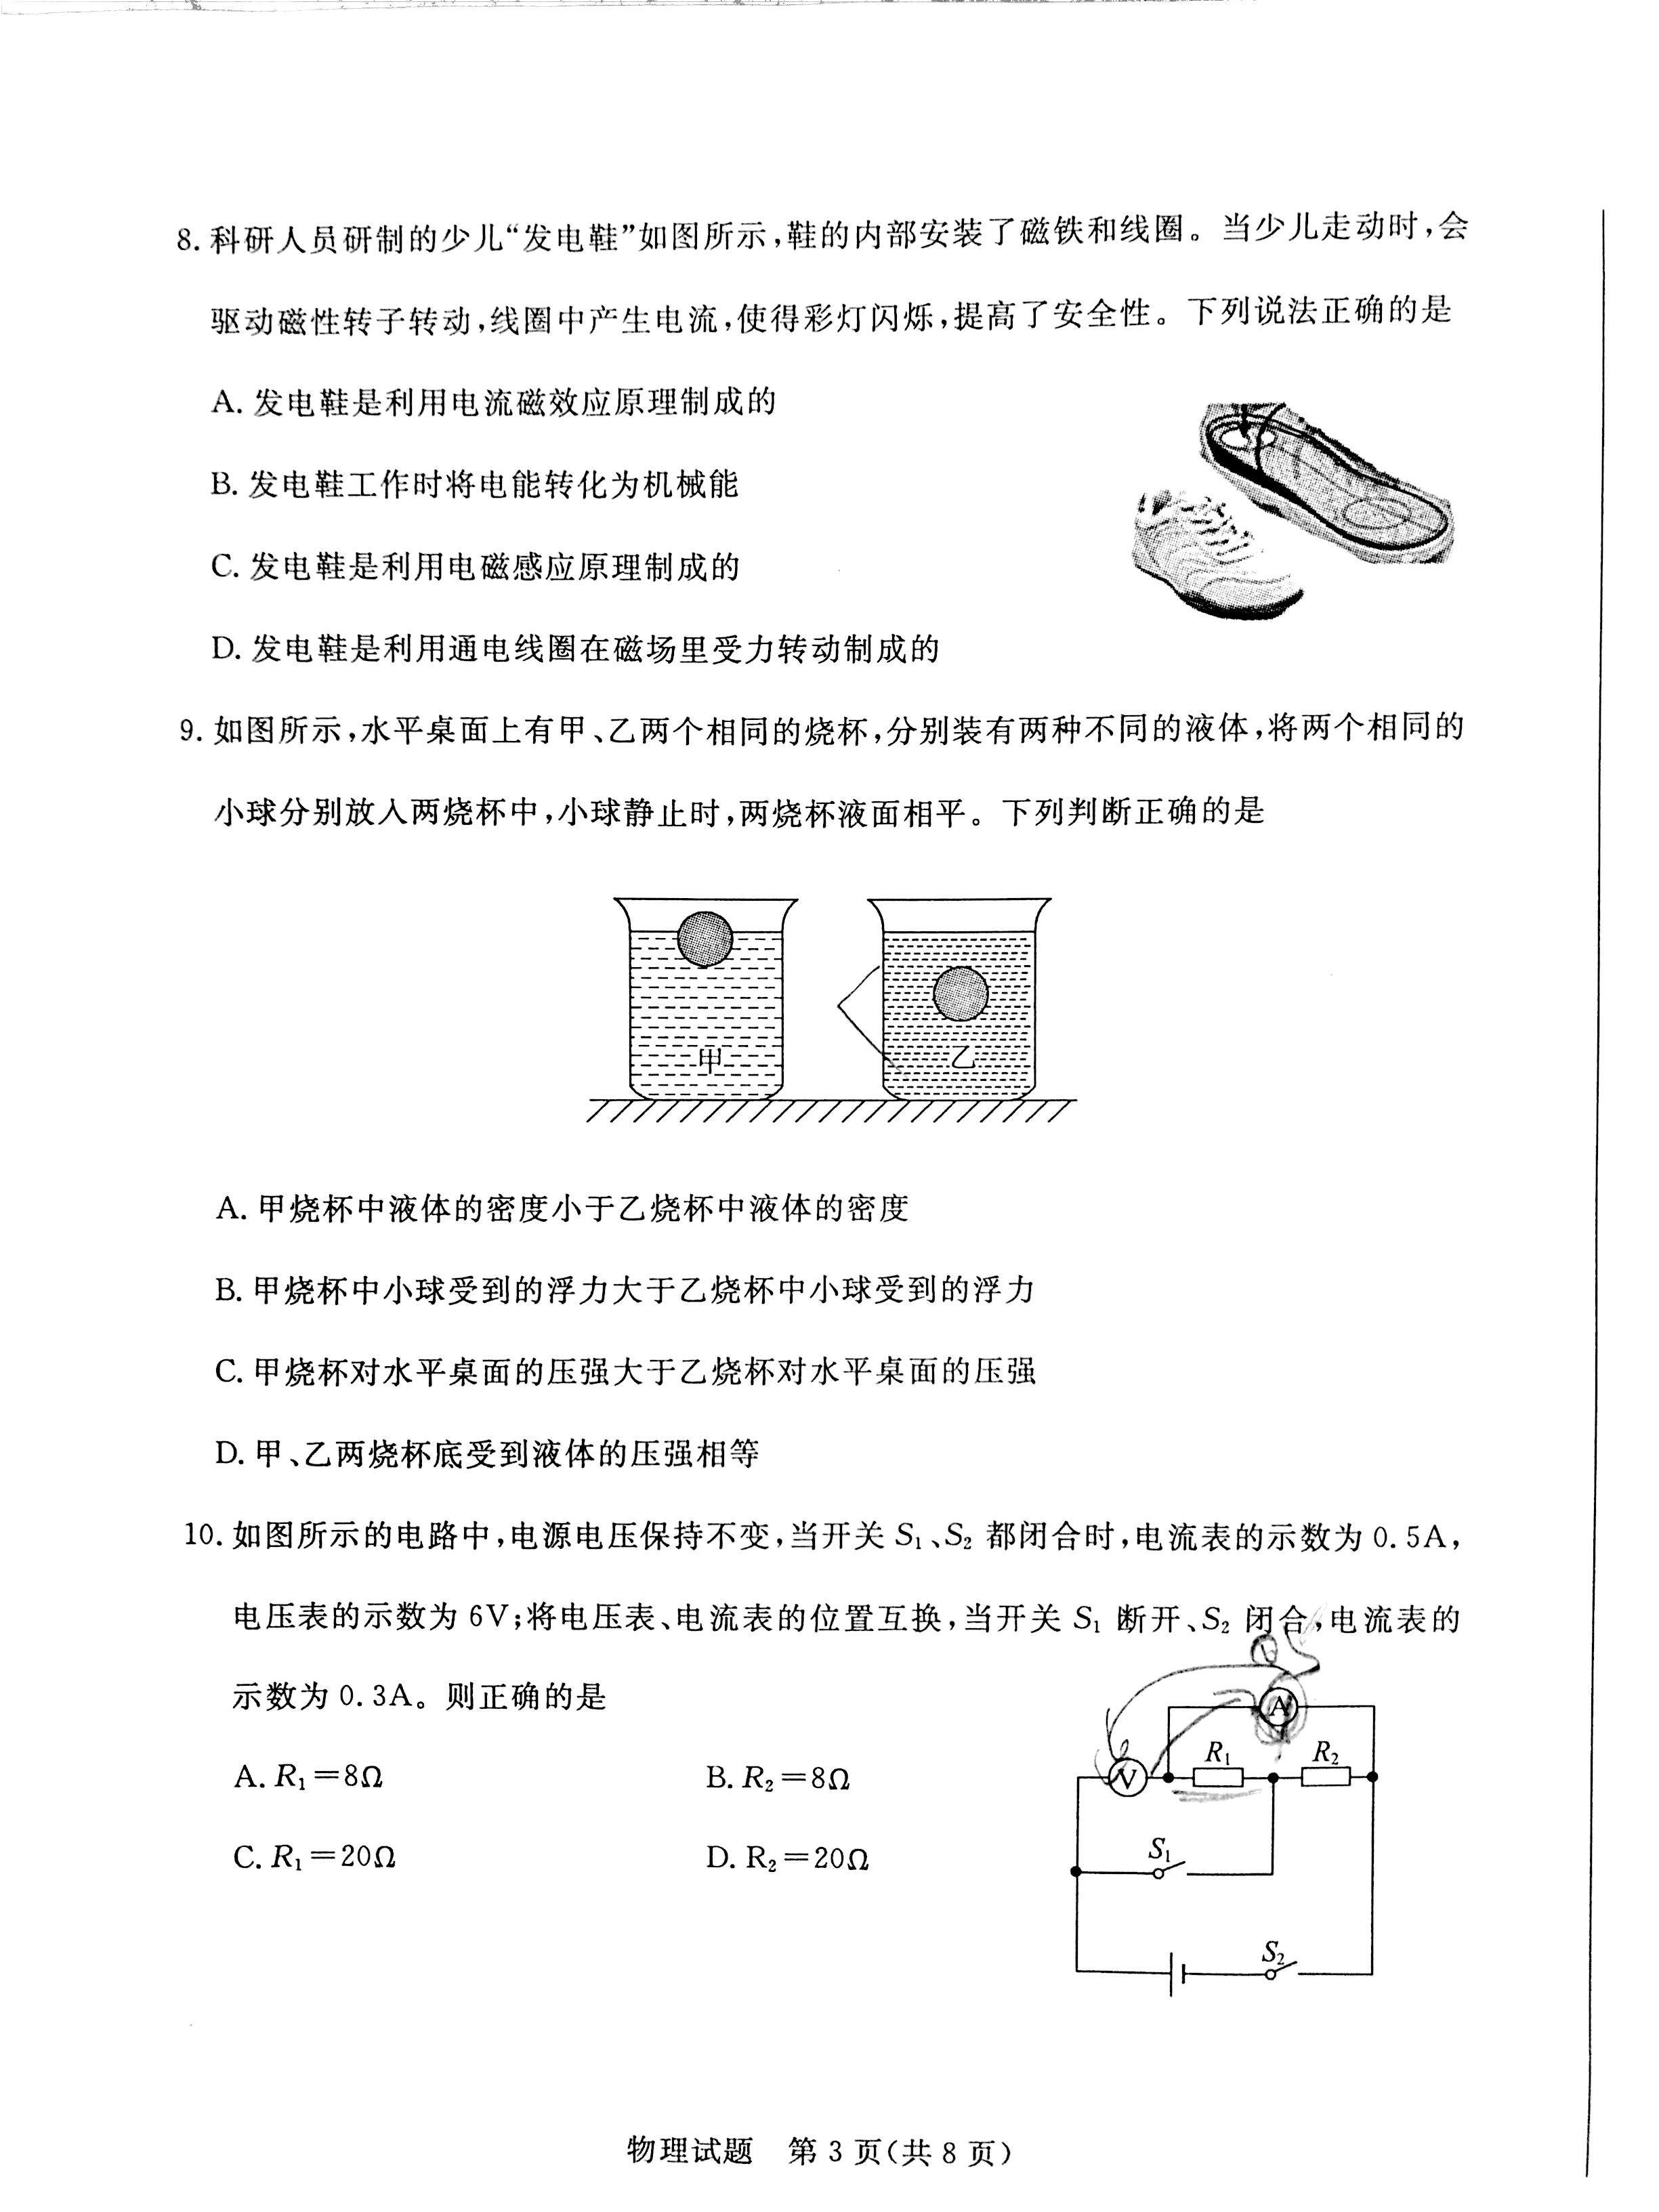 8. 科研人员研制的少儿“发电鞋”如图所示,鞋的内部安装了磁铁和线圈。当少儿走动时,会
驱动磁性转子转动,线圈中产生电流,使得彩灯闪烁,提高了安全性。下列说法正确的是
A. 发电鞋是利用电流磁效应原理制成的
B. 发电鞋工作时将电能转化为机械能
C. 发电鞋是利用电磁感应原理制成的
D. 发电鞋是利用通电线圈在磁场里受力转动制成的
9. 如图所示,水平桌面上有甲、乙两个相同的烧杯,分别装有两种不同的液体,将两个相同的
小球分别放入两烧杯中,小球静止时,两烧杯液面相平。下列判断正确的是
甲
乙
A. 甲烧杯中液体的密度小于乙烧杯中液体的密度
B. 甲烧杯中小球受到的浮力大于乙烧杯中小球受到的浮力
C. 甲烧杯对水平桌面的压强大于乙烧杯对水平桌面的压强
D. 甲、乙两烧杯底受到液体的压强相等
10. 如图所示的电路中,电源电压保持不变,当开关 S₁、S₂ 都闭合时,电流表的示数为 0.5A,
电压表的示数为 6V;将电压表、电流表的位置互换,当开关 S₁ 断开、S₂ 闭合,电流表的
示数为 0.3A。则正确的是
A. R₁=8Ω
B. R₂=8Ω
C. R₁=20Ω
D. R₂=20Ω
A
R₁
R₂
V
S₁
S₂
物理试题 第 3 页(共 8 页)